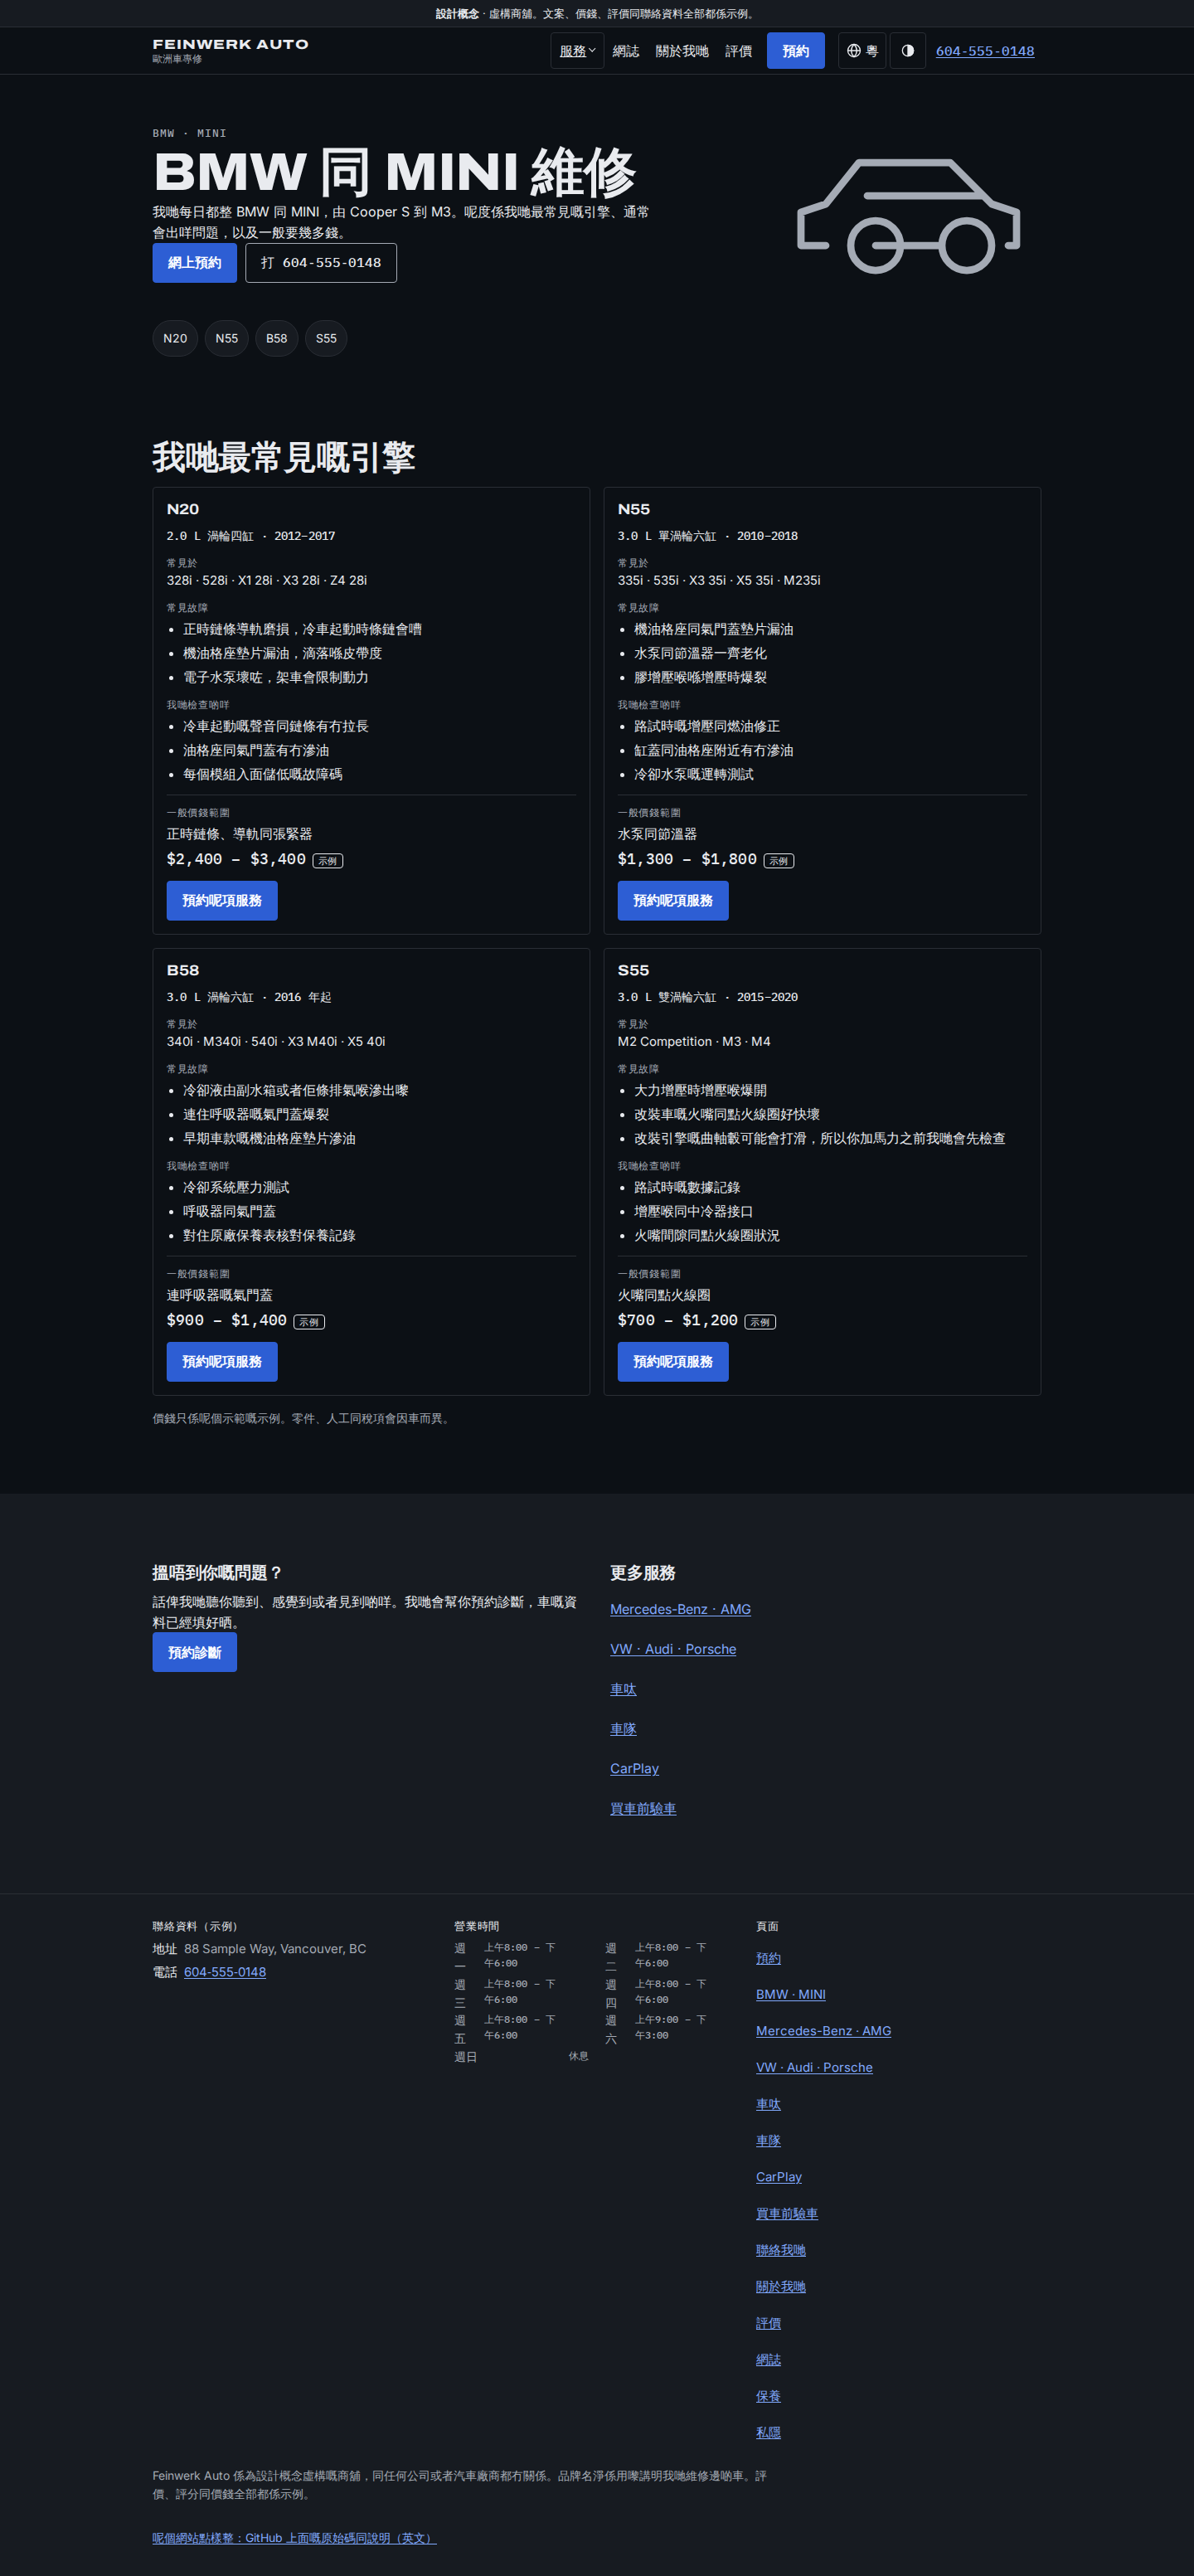 設計概念 · 虛構商舖。文案、價錢、評價同聯絡資料全部都係示例。
FEINWERK AUTO
歐洲車專修
服務 網誌 關於我哋 評價 預約 粵 604-555-0148
BMW · MINI
BMW 同 MINI 維修
我哋每日都整 BMW 同 MINI，由 Cooper S 到 M3。呢度係我哋最常見嘅引擎、通常
會出咩問題，以及一般要幾多錢。
網上預約 打 604-555-0148
N20 N55 B58 S55
我哋最常見嘅引擎
N20
2.0 L 渦輪四缸 · 2012–2017
常見於
328i · 528i · X1 28i · X3 28i · Z4 28i
常見故障
正時鏈條導軌磨損，冷車起動時條鏈會嘈
機油格座墊片漏油，滴落喺皮帶度
電子水泵壞咗，架車會限制動力
我哋檢查啲咩
冷車起動嘅聲音同鏈條有冇拉長
油格座同氣門蓋有冇滲油
每個模組入面儲低嘅故障碼
一般價錢範圍
正時鏈條、導軌同張緊器
$2,400 – $3,400 示例
預約呢項服務
N55
3.0 L 單渦輪六缸 · 2010–2018
常見於
335i · 535i · X3 35i · X5 35i · M235i
常見故障
機油格座同氣門蓋墊片漏油
水泵同節溫器一齊老化
膠增壓喉喺增壓時爆裂
我哋檢查啲咩
路試時嘅增壓同燃油修正
缸蓋同油格座附近有冇滲油
冷卻水泵嘅運轉測試
一般價錢範圍
水泵同節溫器
$1,300 – $1,800 示例
預約呢項服務
B58
3.0 L 渦輪六缸 · 2016 年起
常見於
340i · M340i · 540i · X3 M40i · X5 40i
常見故障
冷卻液由副水箱或者佢條排氣喉滲出嚟
連住呼吸器嘅氣門蓋爆裂
早期車款嘅機油格座墊片滲油
我哋檢查啲咩
冷卻系統壓力測試
呼吸器同氣門蓋
對住原廠保養表核對保養記錄
一般價錢範圍
連呼吸器嘅氣門蓋
$900 – $1,400 示例
預約呢項服務
S55
3.0 L 雙渦輪六缸 · 2015–2020
常見於
M2 Competition · M3 · M4
常見故障
大力增壓時增壓喉爆開
改裝車嘅火嘴同點火線圈好快壞
改裝引擎嘅曲軸轂可能會打滑，所以你加馬力之前我哋會先檢查
我哋檢查啲咩
路試時嘅數據記錄
增壓喉同中冷器接口
火嘴間隙同點火線圈狀況
一般價錢範圍
火嘴同點火線圈
$700 – $1,200 示例
預約呢項服務
價錢只係呢個示範嘅示例。零件、人工同稅項會因車而異。
搵唔到你嘅問題？
話俾我哋聽你聽到、感覺到或者見到啲咩。我哋會幫你預約診斷，車嘅資
料已經填好晒。
預約診斷
更多服務
Mercedes-Benz · AMG
VW · Audi · Porsche
車呔
車隊
CarPlay
買車前驗車
聯絡資料（示例）
地址 88 Sample Way, Vancouver, BC
電話 604-555-0148
營業時間
週一 上午8:00 – 下午6:00
週二 上午8:00 – 下午6:00
週三 上午8:00 – 下午6:00
週四 上午8:00 – 下午6:00
週五 上午8:00 – 下午6:00
週六 上午9:00 – 下午3:00
週日 休息
頁面
預約
BMW · MINI
Mercedes-Benz · AMG
VW · Audi · Porsche
車呔
車隊
CarPlay
買車前驗車
聯絡我哋
關於我哋
評價
網誌
保養
私隱
Feinwerk Auto 係為設計概念虛構嘅商舖，同任何公司或者汽車廠商都冇關係。品牌名淨係用嚟講明我哋維修邊啲車。評
價、評分同價錢全部都係示例。
呢個網站點樣整：GitHub 上面嘅原始碼同說明（英文）